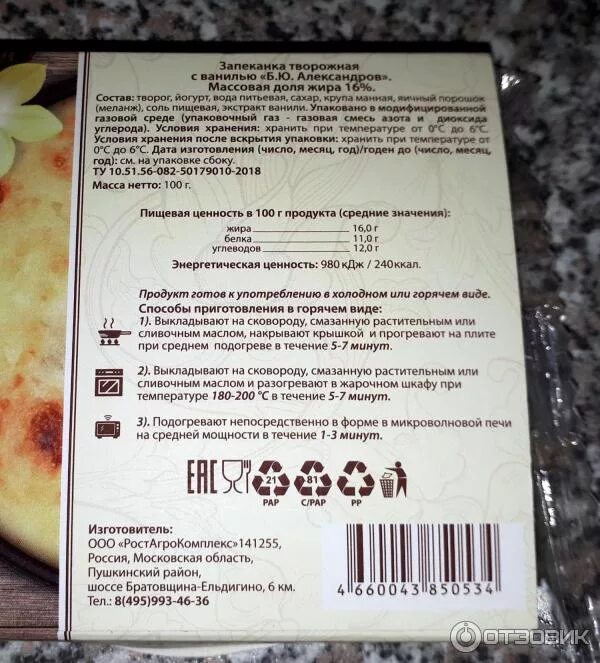 Запеканка творожная
с ванилью «Б.Ю. Александров».
Массовая доля жира 16%.
Состав: творог, йогурт, вода питьевая, сахар, крупа манная, яичный порошок
(меланж), соль пищевая, экстракт ванили. Упаковано в модифицированной
газовой среде (упаковочный газ - газовая смесь азота и диоксида
углерода). Условия хранения: хранить при температуре от 0°С до 6°С.
Условия хранения после вскрытия упаковки: хранить при температуре от
0°С до 6°С. Дата изготовления (число, месяц, год)/годен до (число, месяц,
год): см. на упаковке сбоку.
ТУ 10.51.56-082-50179010-2018
Масса нетто: 100 г.
Пищевая ценность в 100 г продукта (средние значения):
жира 16,0 г
белка 11,0 г
углеводов 12,0 г
Энергетическая ценность: 980 кДж / 240 ккал.
Продукт готов к употреблению в холодном или горячем виде.
Способы приготовления в горячем виде:
1). Выкладывают на сковороду, смазанную растительным или
сливочным маслом, накрывают крышкой и прогревают на плите
при среднем подогреве в течение 5-7 минут.
2). Выкладывают на сковороду, смазанную растительным или
сливочным маслом и разогревают в жарочном шкафу при
температуре 180-200 °С в течение 5-7 минут.
3). Подогревают непосредственно в форме в микроволновой печи
на средней мощности в течение 1-3 минут.
EAC 21 81 5
PAP C/PAP PP
Изготовитель:
ООО «РостАгроКомплекс»141255,
Россия, Московская область,
Пушкинский район,
шоссе Братовщина-Ельдигино, 6 км.
Тел.: 8(495)993-46-36
4 660043 850534
ОТЗОВИК